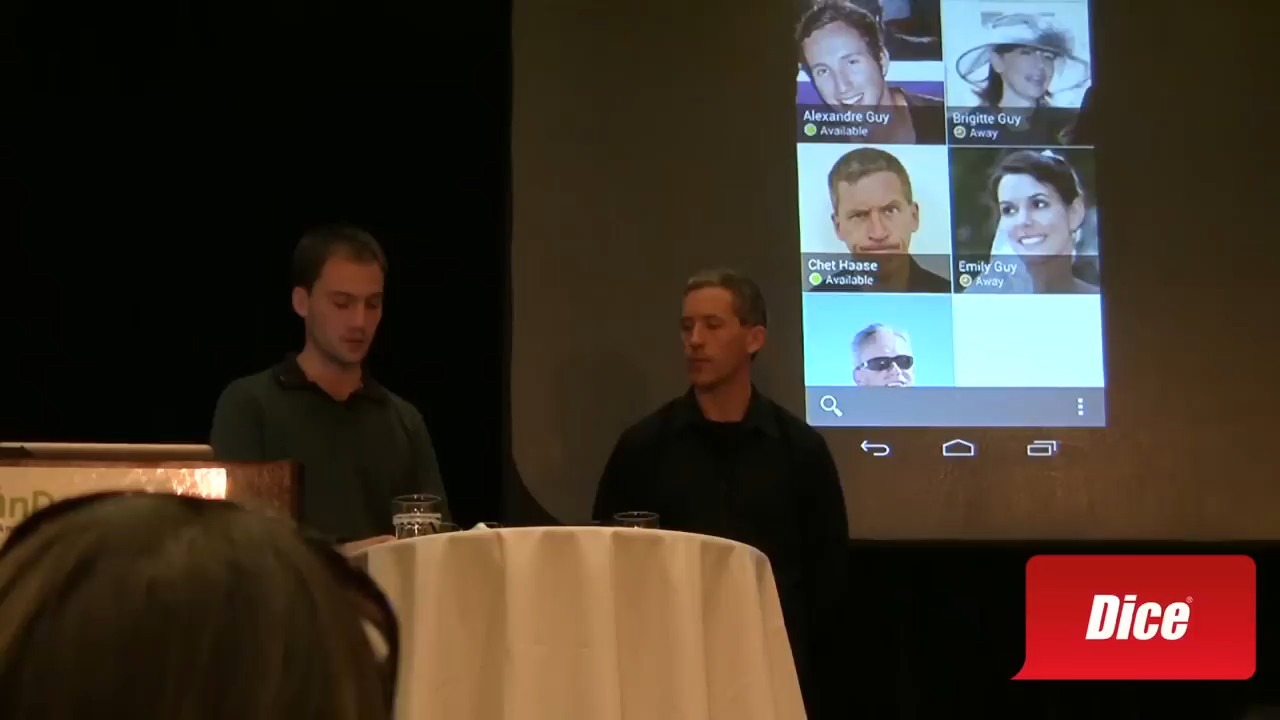 Alexandre Guy
Available
Brigitte Guy
Away
Chet Haase
Available
Emily Guy
Away
Dice